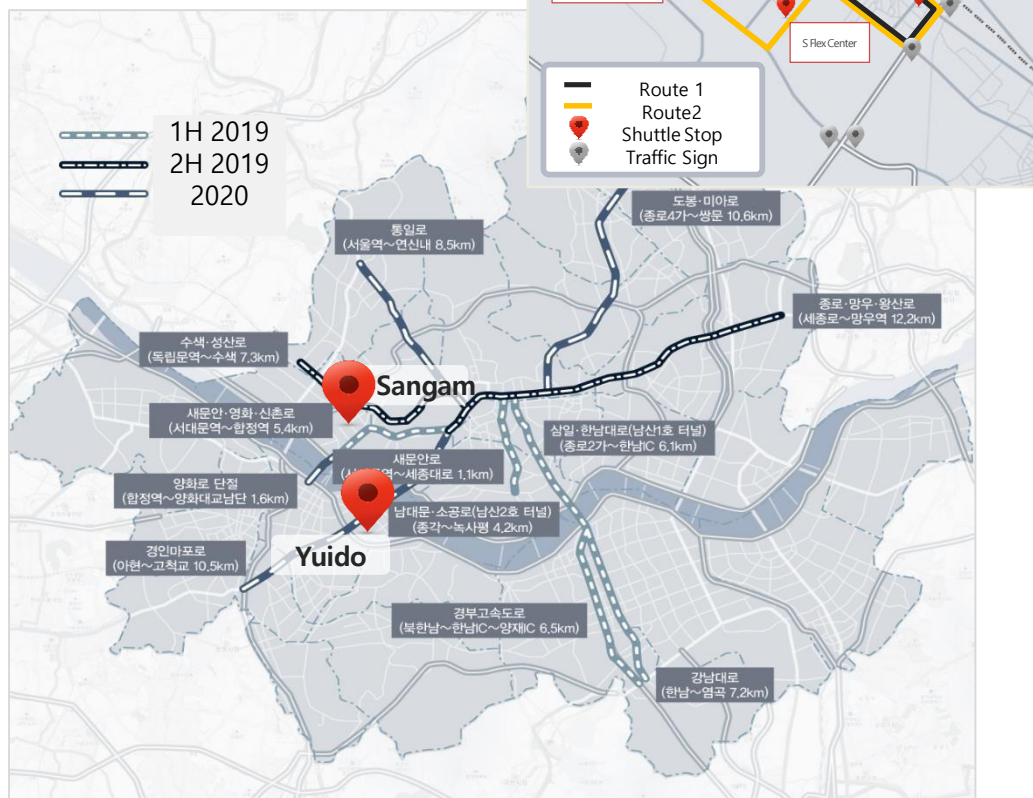 S Flex Center
Route 1
Route2
Shuttle Stop
Traffic Sign
1H 2019
2H 2019
2020
도봉·미아로
(종로4가~쌍문 10.6km)
통일로
(서울역~연신내 8.5km)
종로·망우·왕산로
(세종로~망우역 12.2km)
수색·성산로
(독립문역~수색 7.3km)
Sangam
새문안·영화·신촌로
(서대문역~합정역 5.4km)
삼일·한남대로(남산1호 터널)
(종로2가~한남IC 6.1km)
새문안로
~세종대로 1.1km)
양화로 단절
(합정역~양화대교남단 1.6km)
남대문·소공로(남산2호 터널)
(종각~녹사평 4.2km)
Yuido
경인마포로
(아현~고척교 10.5km)
경부고속도로
(북한남~한남IC~양재IC 6.5km)
강남대로
(한남~염곡 7.2km)